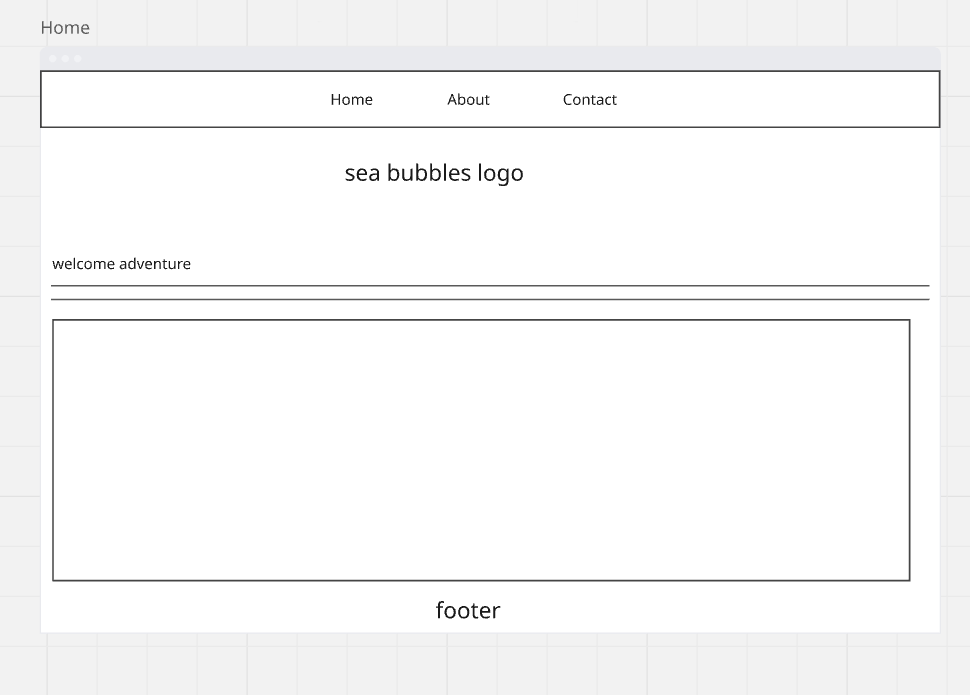 Home
Home About Contact
sea bubbles logo
welcome adventure
footer